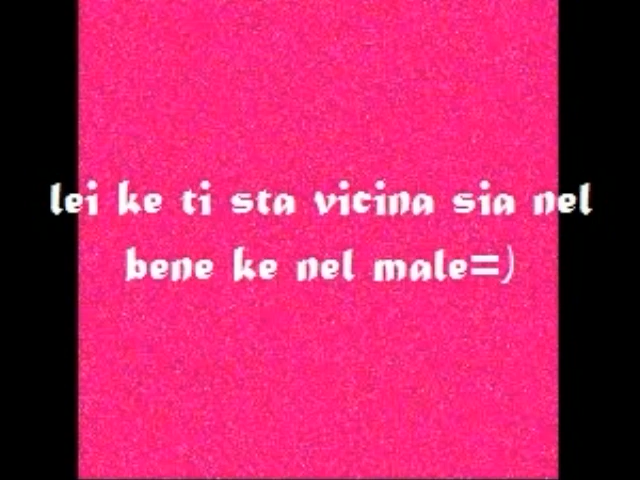 lei ke ti sta vicina sia nel
bene ke nel male=)